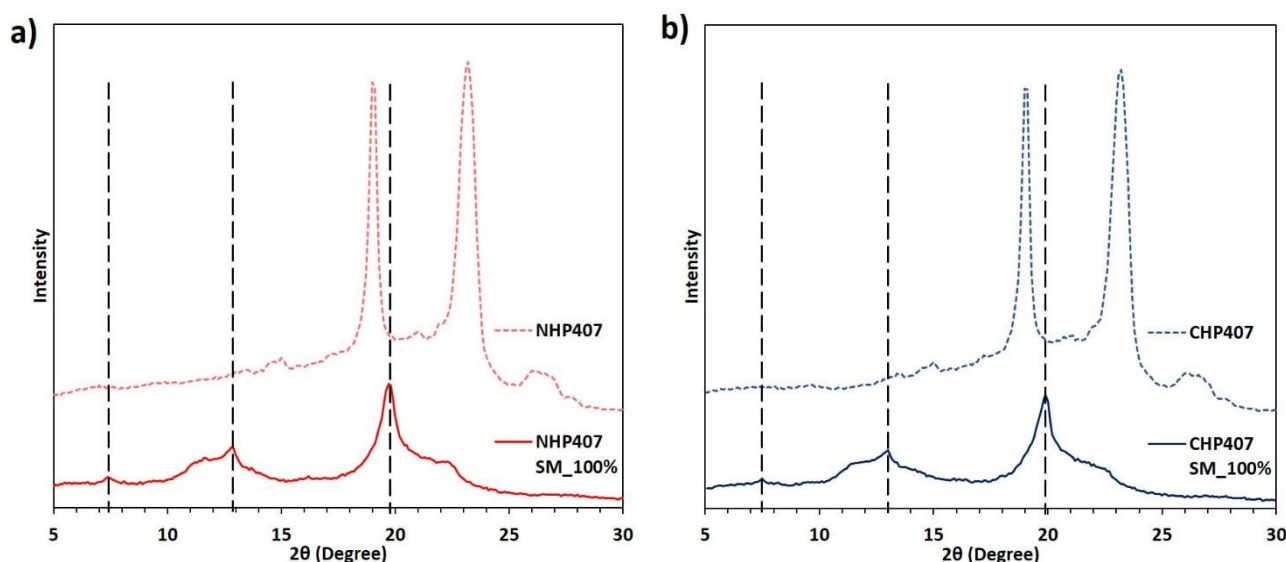 a)
Intensity
NHP407
NHP407
SM_100%
5 10 15 20 25 30
2θ (Degree)
b)
Intensity
CHP407
CHP407
SM_100%
5 10 15 20 25 30
2θ (Degree)